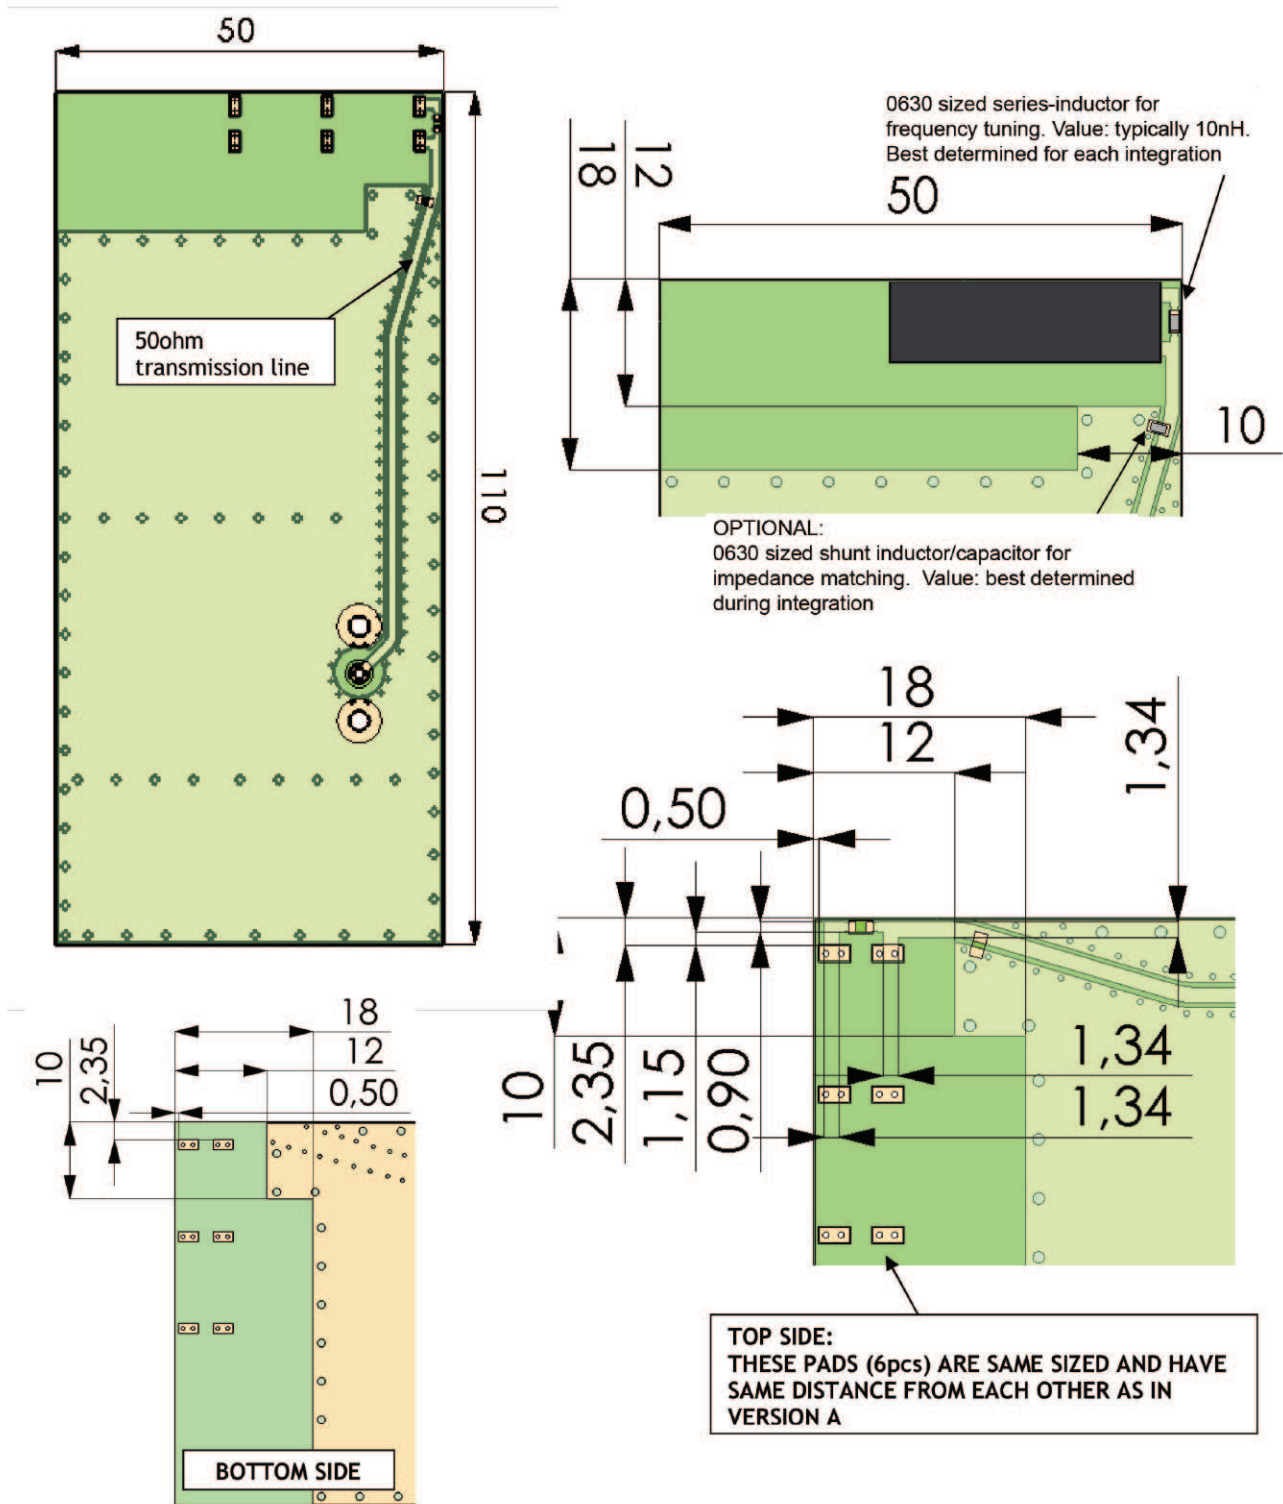 50
50ohm
transmission line
110
0630 sized series-inductor for
frequency tuning. Value: typically 10nH.
Best determined for each integration
18
12
50
10
OPTIONAL:
0630 sized shunt inductor/capacitor for
impedance matching.  Value: best determined
during integration
18
12
0,50
1,34
10
2,35
1,15
0,90
1,34
1,34
TOP SIDE:
THESE PADS (6pcs) ARE SAME SIZED AND HAVE
SAME DISTANCE FROM EACH OTHER AS IN
VERSION A
18
12
0,50
10
2,35
BOTTOM SIDE